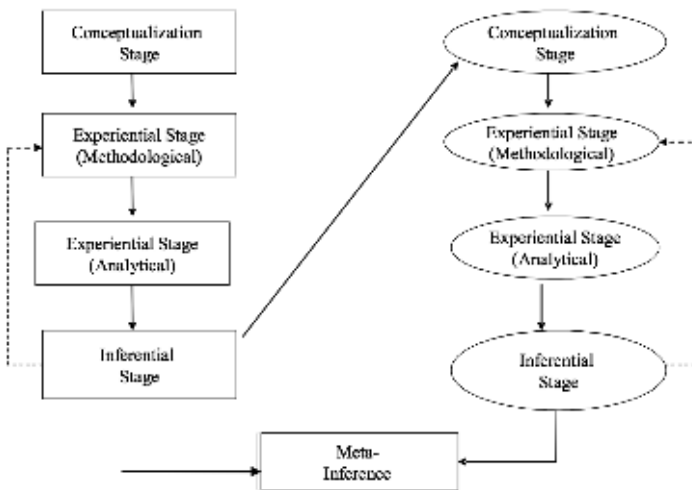 Conceptualization
Stage
Experiential Stage
(Methodological)
Experiential Stage
(Analytical)
Inferential
Stage
Conceptualization
Stage
Experiential Stage
(Methodological)
Experiential Stage
(Analytical)
Inferential
Stage
Meta-
Inference